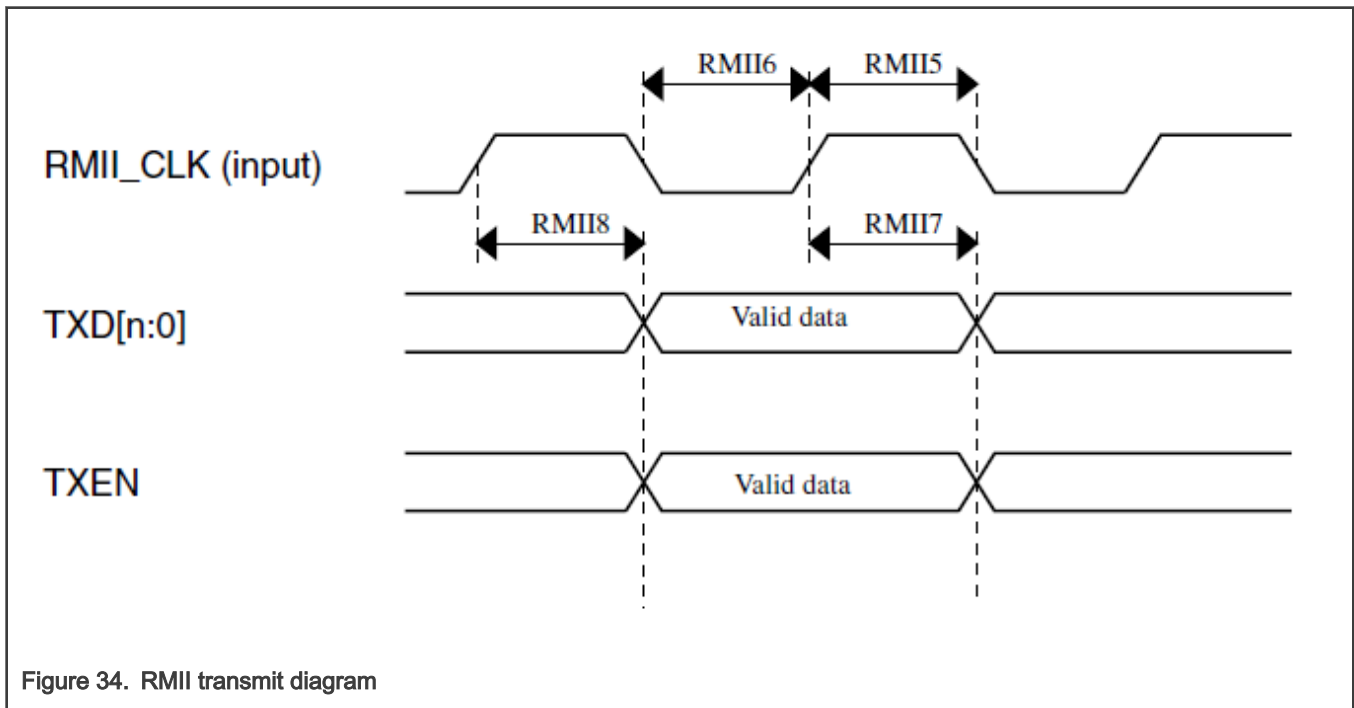 RMII6 RMII5
RMII_CLK (input)
RMII8 RMII7
TXD[n:0] Valid data
TXEN Valid data
Figure 34. RMII transmit diagram